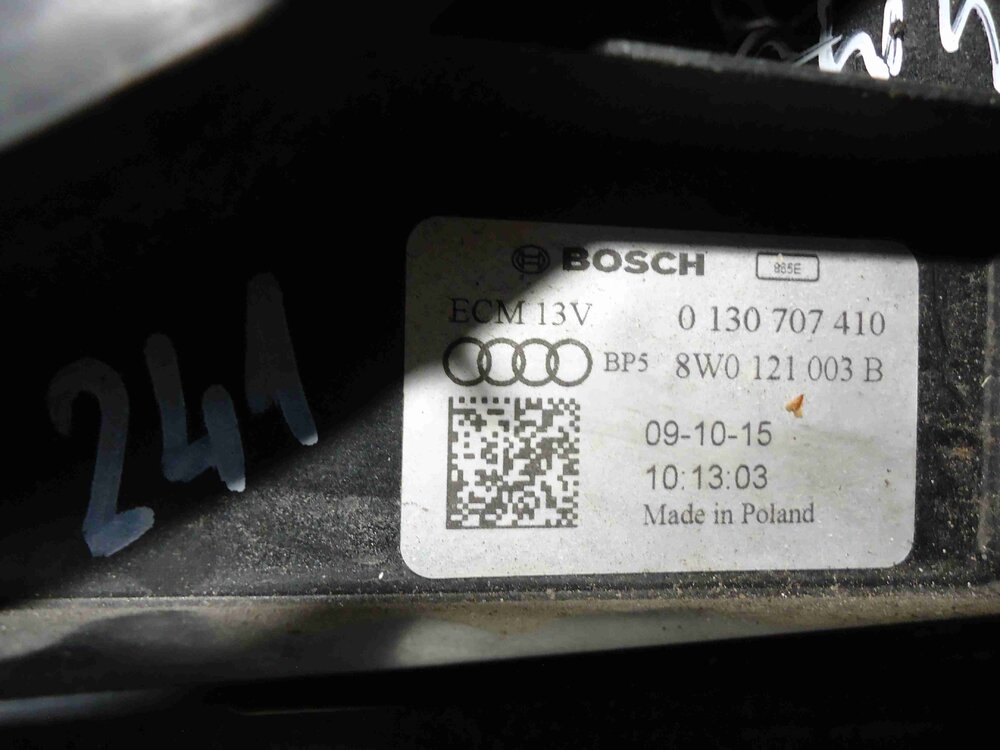 BOSCH 865E
ECM 13V 0 130 707 410
BP5 8W0 121 003 B
09-10-15
10:13:03
Made in Poland
241